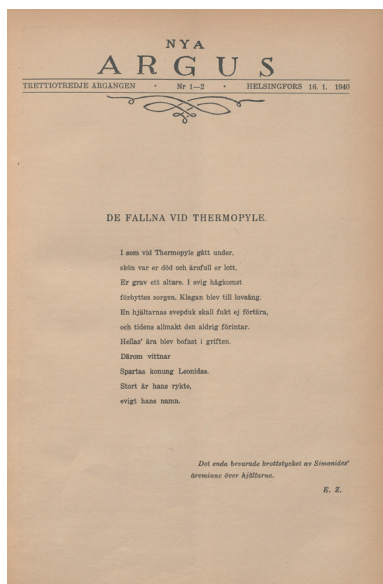 NYA
ARGUS
TRETTIOTREDJE ÅRGÅNGEN • Nr 1—2 • HELSINGFORS 16. 1. 1940
DE FALLNA VID THERMOPYLE.
I som vid Thermopyle gått under,
skön var er död och ärofull er lott.
Er grav ett altare. I evig hågkomst
förbyttes sorgen. Klagan blev till lovsång.
En hjältarnas svepduk skall fukt ej förtära,
och tidens allmakt den aldrig förintar.
Hellas' ära blev bofast i griften.
Därom vittnar
Spartas konung Leonidas.
Stort är hans rykte,
evigt hans namn.
Det enda bevarade brottstycket av Simonides'
äreminne över hjältarne.
E. Z.